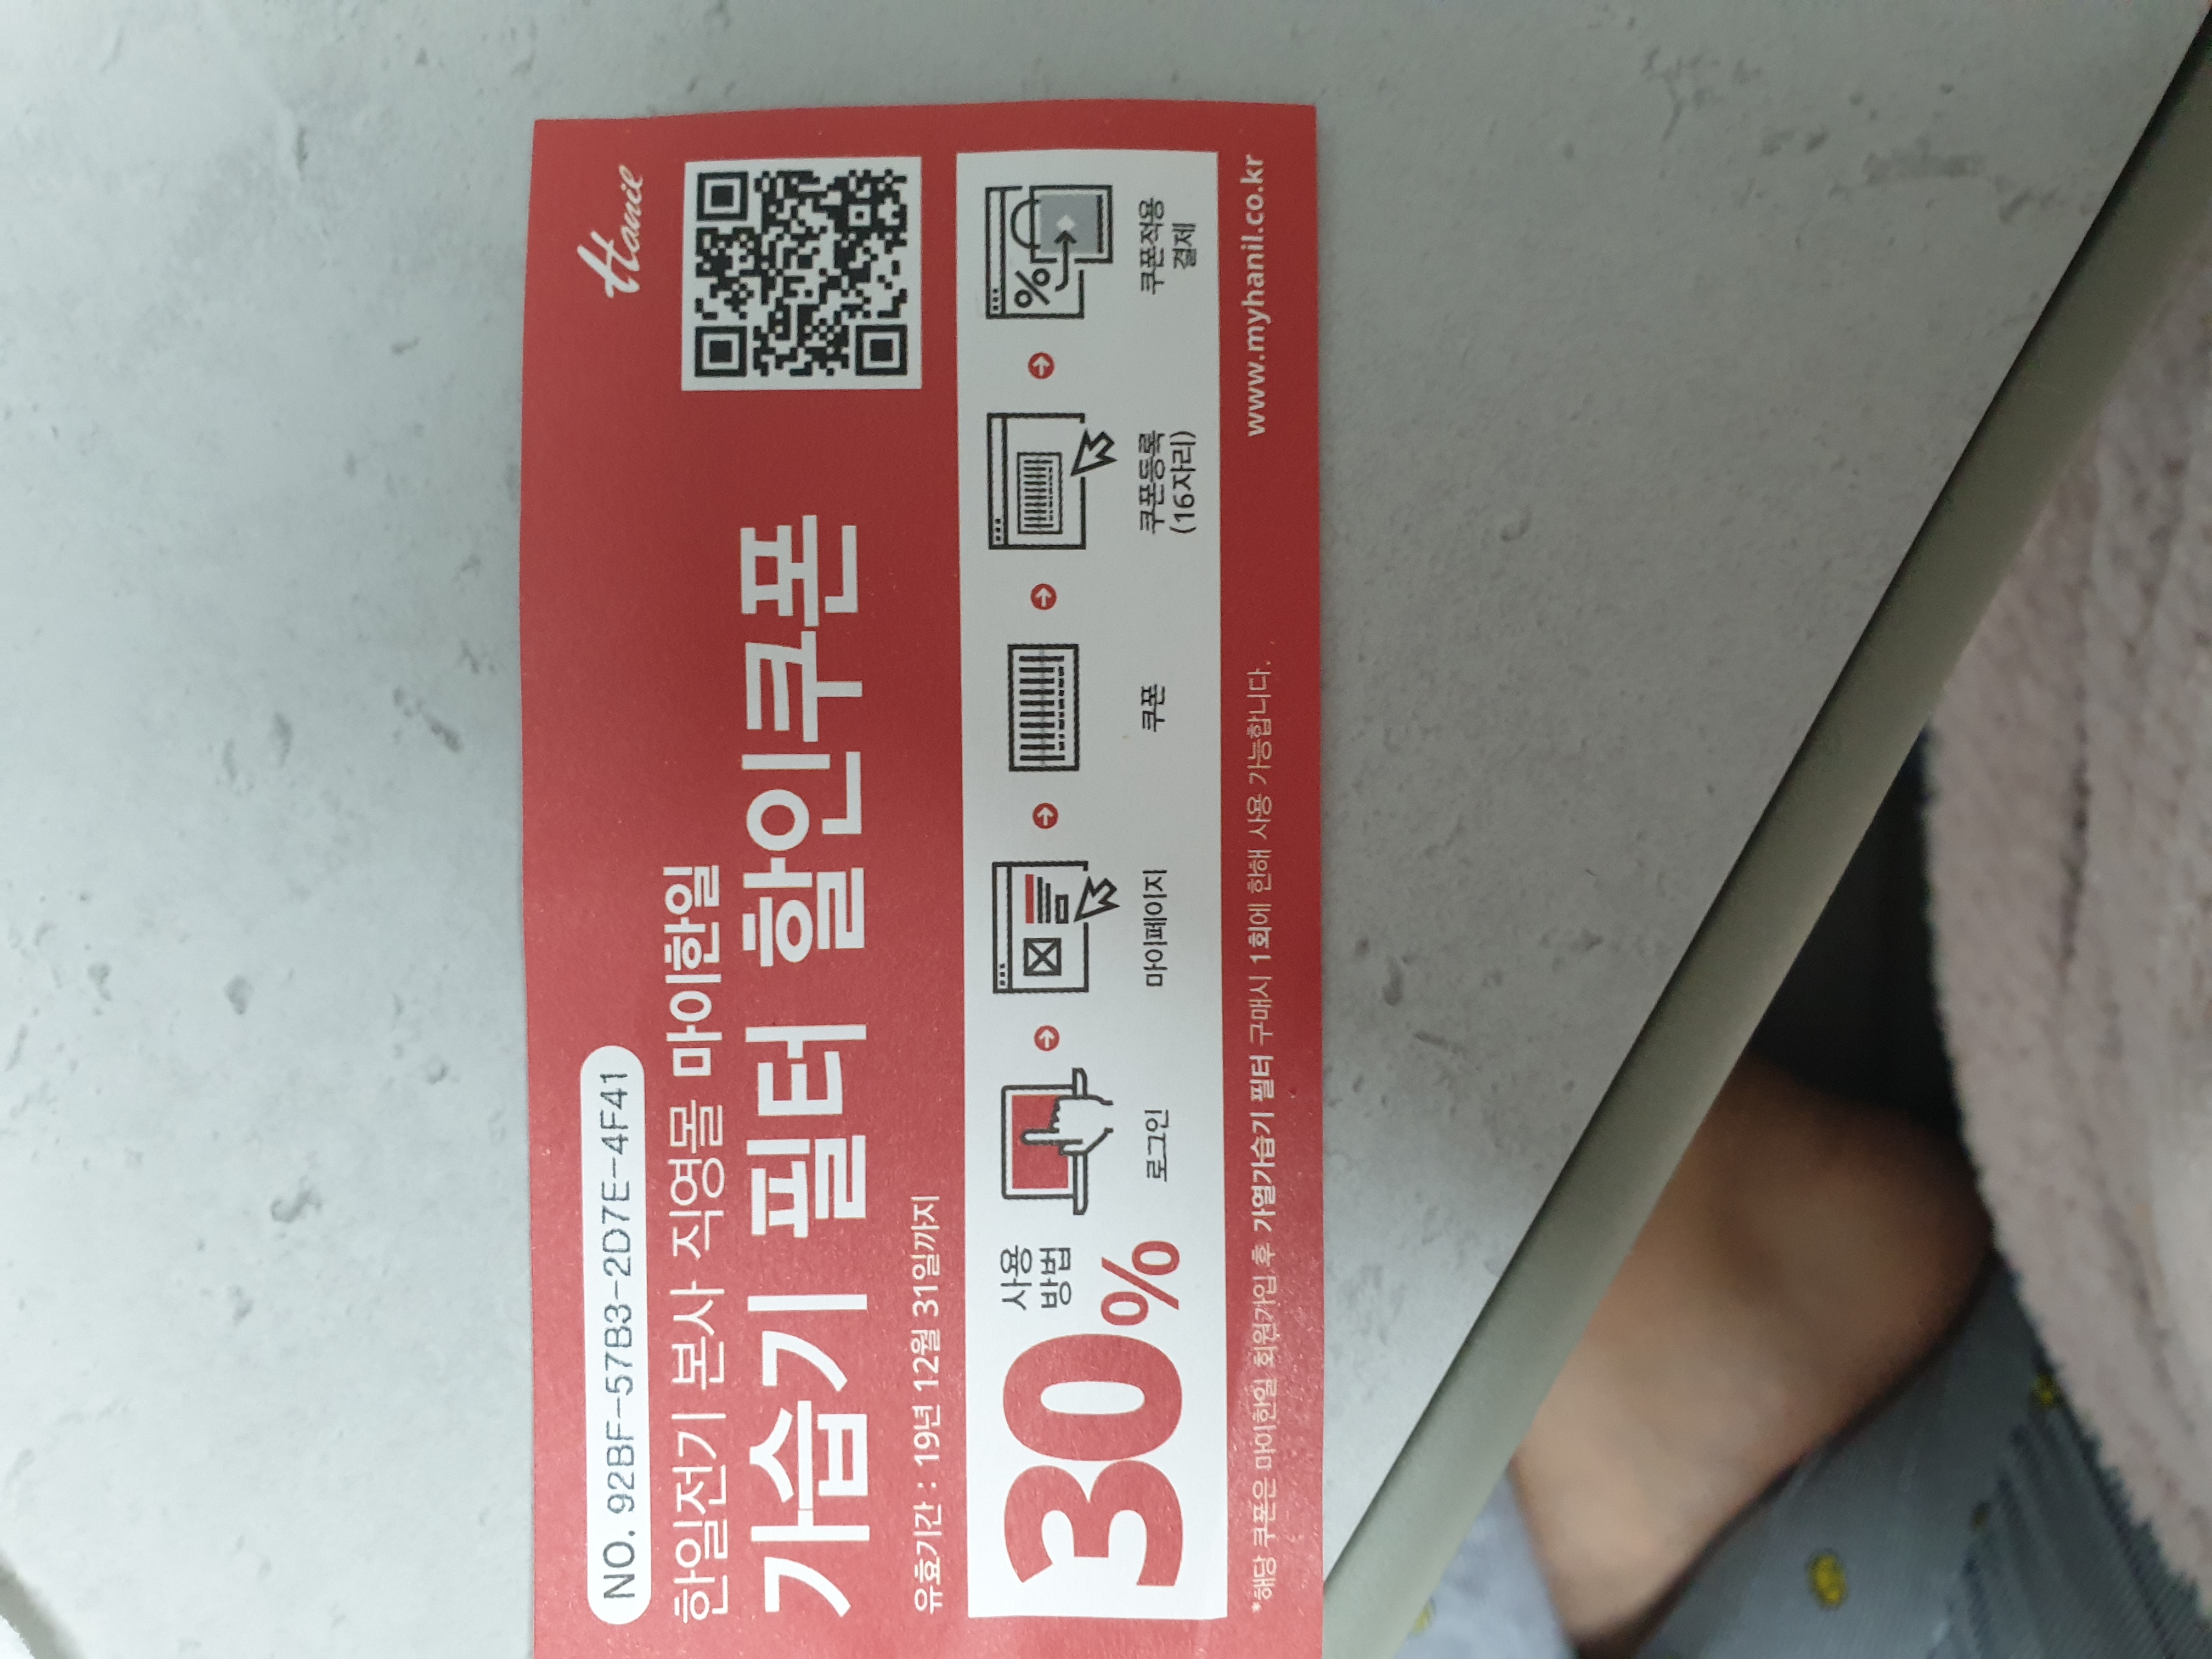 NO. 92BF-57B3-2D7E-4F41
Hanil
한일전기 본사 직영몰 마이한일
가습기 필터 할인쿠폰
유효기간 : 19년 12월 31일까지
30%
사용
방법
로그인
마이페이지
쿠폰
쿠폰등록
(16자리)
쿠폰적용
결제
*해당 쿠폰은 마이한일 회원가입 후 가열가습기 필터 구매시 1회에 한해 사용 가능합니다.
www.myhanil.co.kr